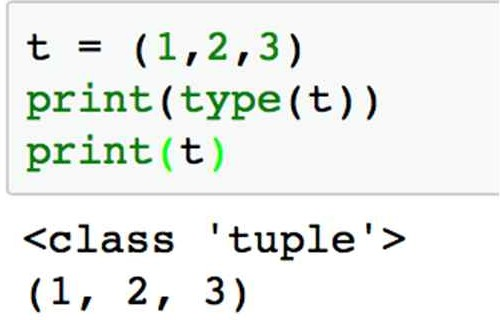 t = (1,2,3)
print(type(t))
print(t)
<class 'tuple'>
(1, 2, 3)